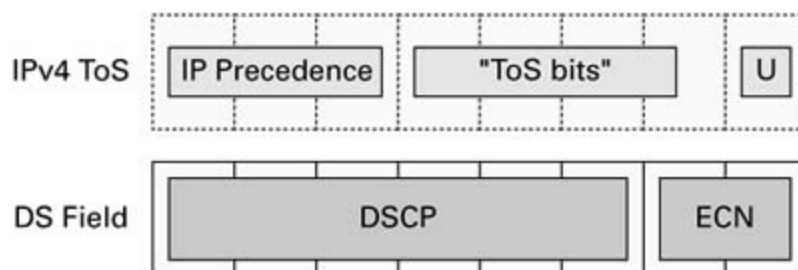 IPv4 ToS IP Precedence "ToS bits" U
DS Field DSCP ECN